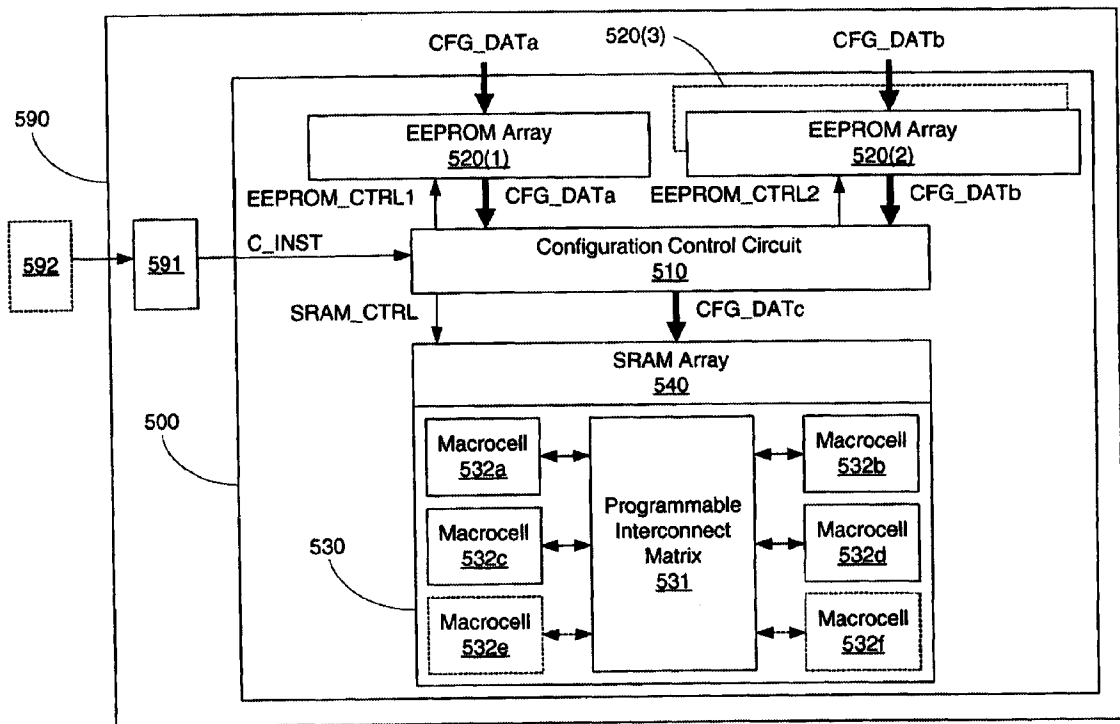 CFG_DATa
520(3)
CFG_DATb
590
EEPROM Array
520(1)
EEPROM Array
520(2)
EEPROM_CTRL1
CFG_DATa
EEPROM_CTRL2
CFG_DATb
592
591
C_INST
Configuration Control Circuit
510
SRAM_CTRL
CFG_DATc
SRAM Array
540
500
Macrocell
532a
Macrocell
532b
Programmable
Interconnect
Matrix
531
530
Macrocell
532c
Macrocell
532d
Macrocell
532e
Macrocell
532f